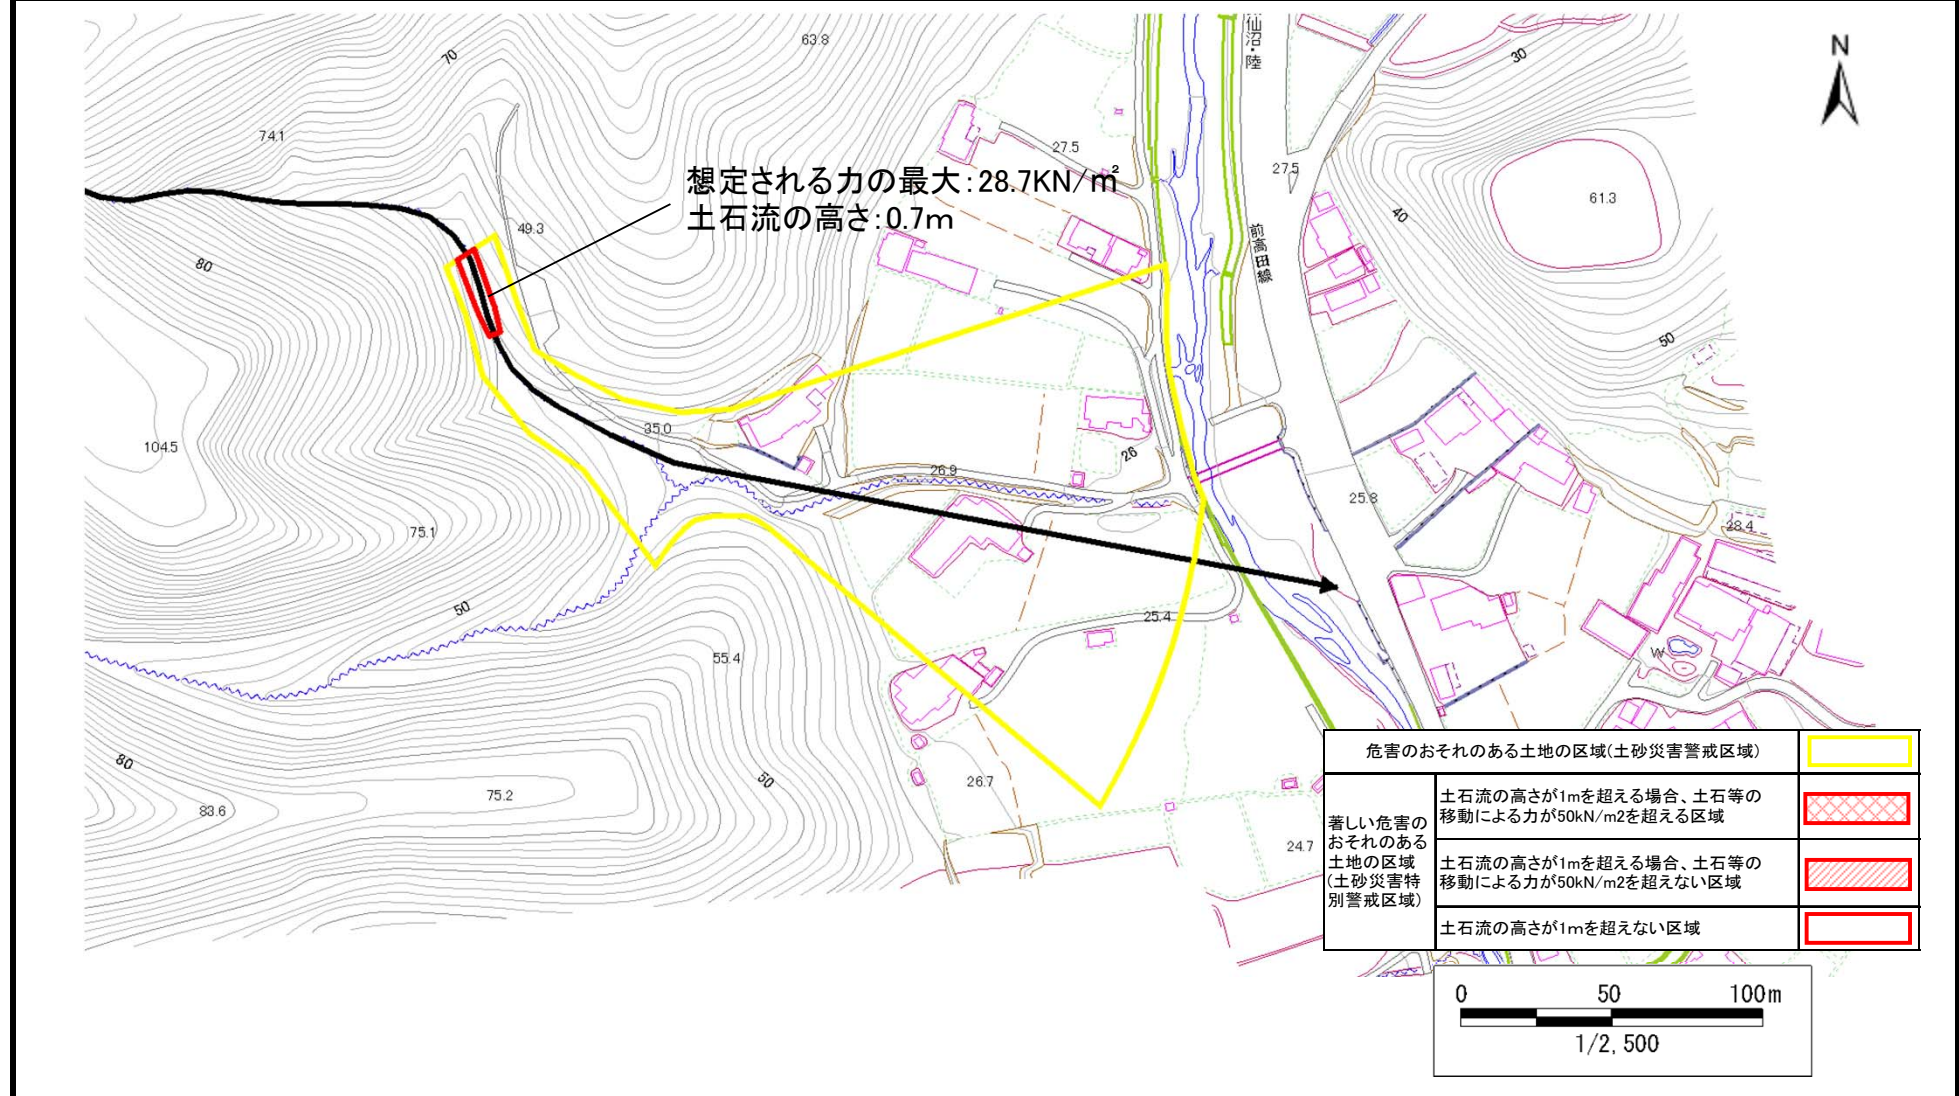 仙沼・陸
N
70
63.8
30
74.1
27.5
27.5
想定される力の最大：28.7KN/㎡
土石流の高さ：0.7m
61.3
40
49.3
前高田線
80
50
35.0
104.5
26
26.9
25.8
75.1
28.4
50
25.4
W
55.4
80
50
26.7
75.2
83.6
24.7
危害のおそれのある土地の区域(土砂災害警戒区域)
著しい危害の
おそれのある
土地の区域
(土砂災害特
別警戒区域)
土石流の高さが1mを超える場合、土石等の
移動による力が50kN/m2を超える区域
土石流の高さが1mを超える場合、土石等の
移動による力が50kN/m2を超えない区域
土石流の高さが1mを超えない区域
0 50 100m
1/2,500